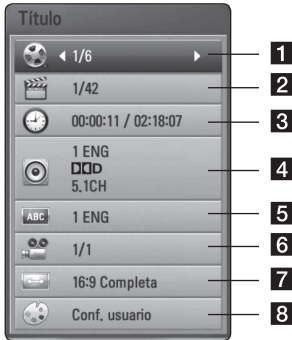 Título
1/6 1
1/42 2
00:00:11 / 02:18:07 3
1 ENG
D 4
5.1CH
ABC 1 ENG 5
1/1 6
16:9 Completa 7
Conf. usuario 8